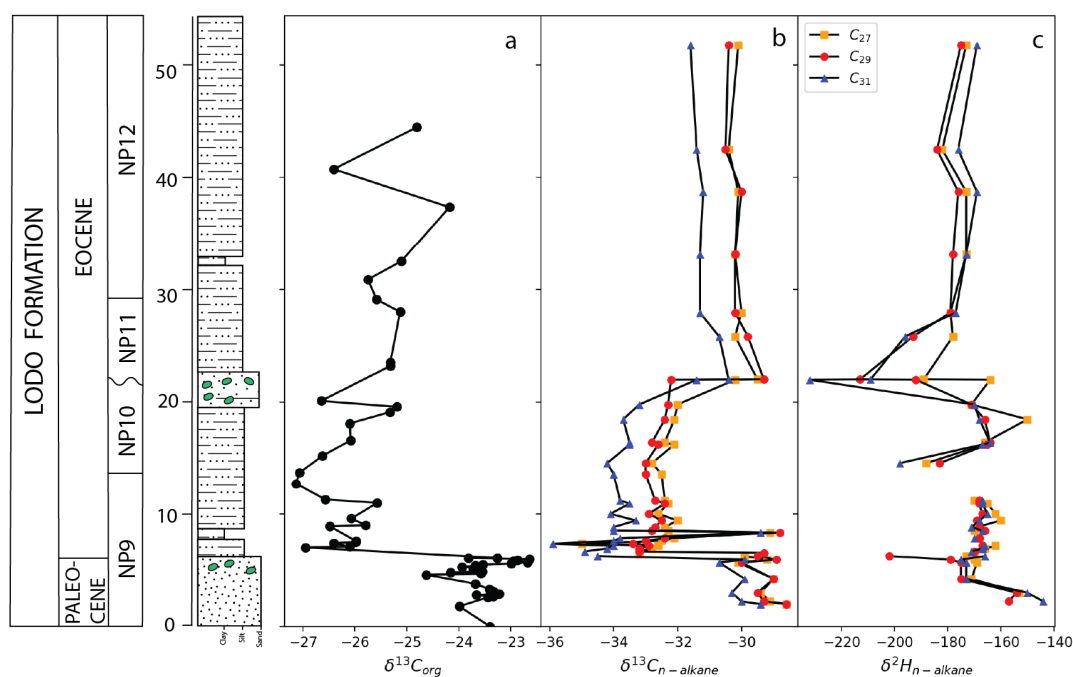 LODO FORMATION
EOCENE
PALEO-
CENE
NP12
NP11
NP10
NP9
50
40
30
20
10
0
Clay
Silt
Sand
a
b
c
C27
C29
C31
−27 −26 −25 −24 −23
δ¹³Corg
−36 −34 −32 −30
δ¹³Cn−alkane
−220 −200 −180 −160 −140
δ²Hn−alkane